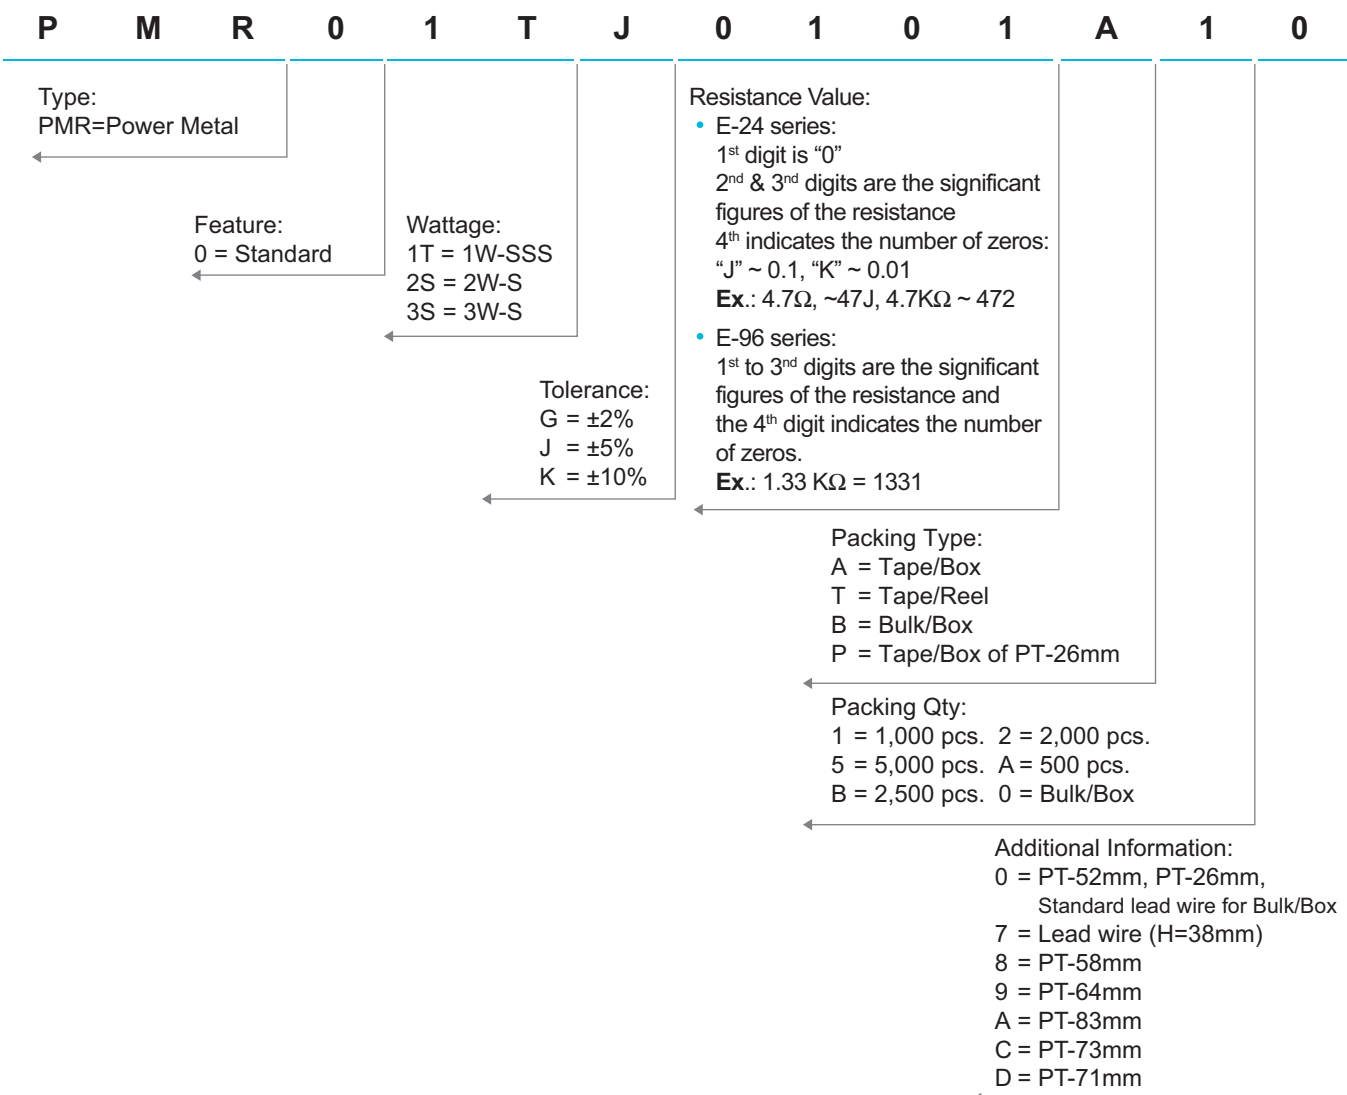 P M R 0 1 T J 0 1 0 1 A 1 0
Type:
PMR=Power Metal
Feature:
0 = Standard
Wattage:
1T = 1W-SSS
2S = 2W-S
3S = 3W-S
Tolerance:
G = ±2%
J = ±5%
K = ±10%
Resistance Value:
• E-24 series:
1st digit is “0”
2nd & 3nd digits are the significant
figures of the resistance
4th indicates the number of zeros:
“J” ~ 0.1, “K” ~ 0.01
Ex.: 4.7Ω, ~47J, 4.7KΩ ~ 472
• E-96 series:
1st to 3nd digits are the significant
figures of the resistance and
the 4th digit indicates the number
of zeros.
Ex.: 1.33 KΩ = 1331
Packing Type:
A = Tape/Box
T = Tape/Reel
B = Bulk/Box
P = Tape/Box of PT-26mm
Packing Qty:
1 = 1,000 pcs. 2 = 2,000 pcs.
5 = 5,000 pcs. A = 500 pcs.
B = 2,500 pcs. 0 = Bulk/Box
Additional Information:
0 = PT-52mm, PT-26mm,
Standard lead wire for Bulk/Box
7 = Lead wire (H=38mm)
8 = PT-58mm
9 = PT-64mm
A = PT-83mm
C = PT-73mm
D = PT-71mm